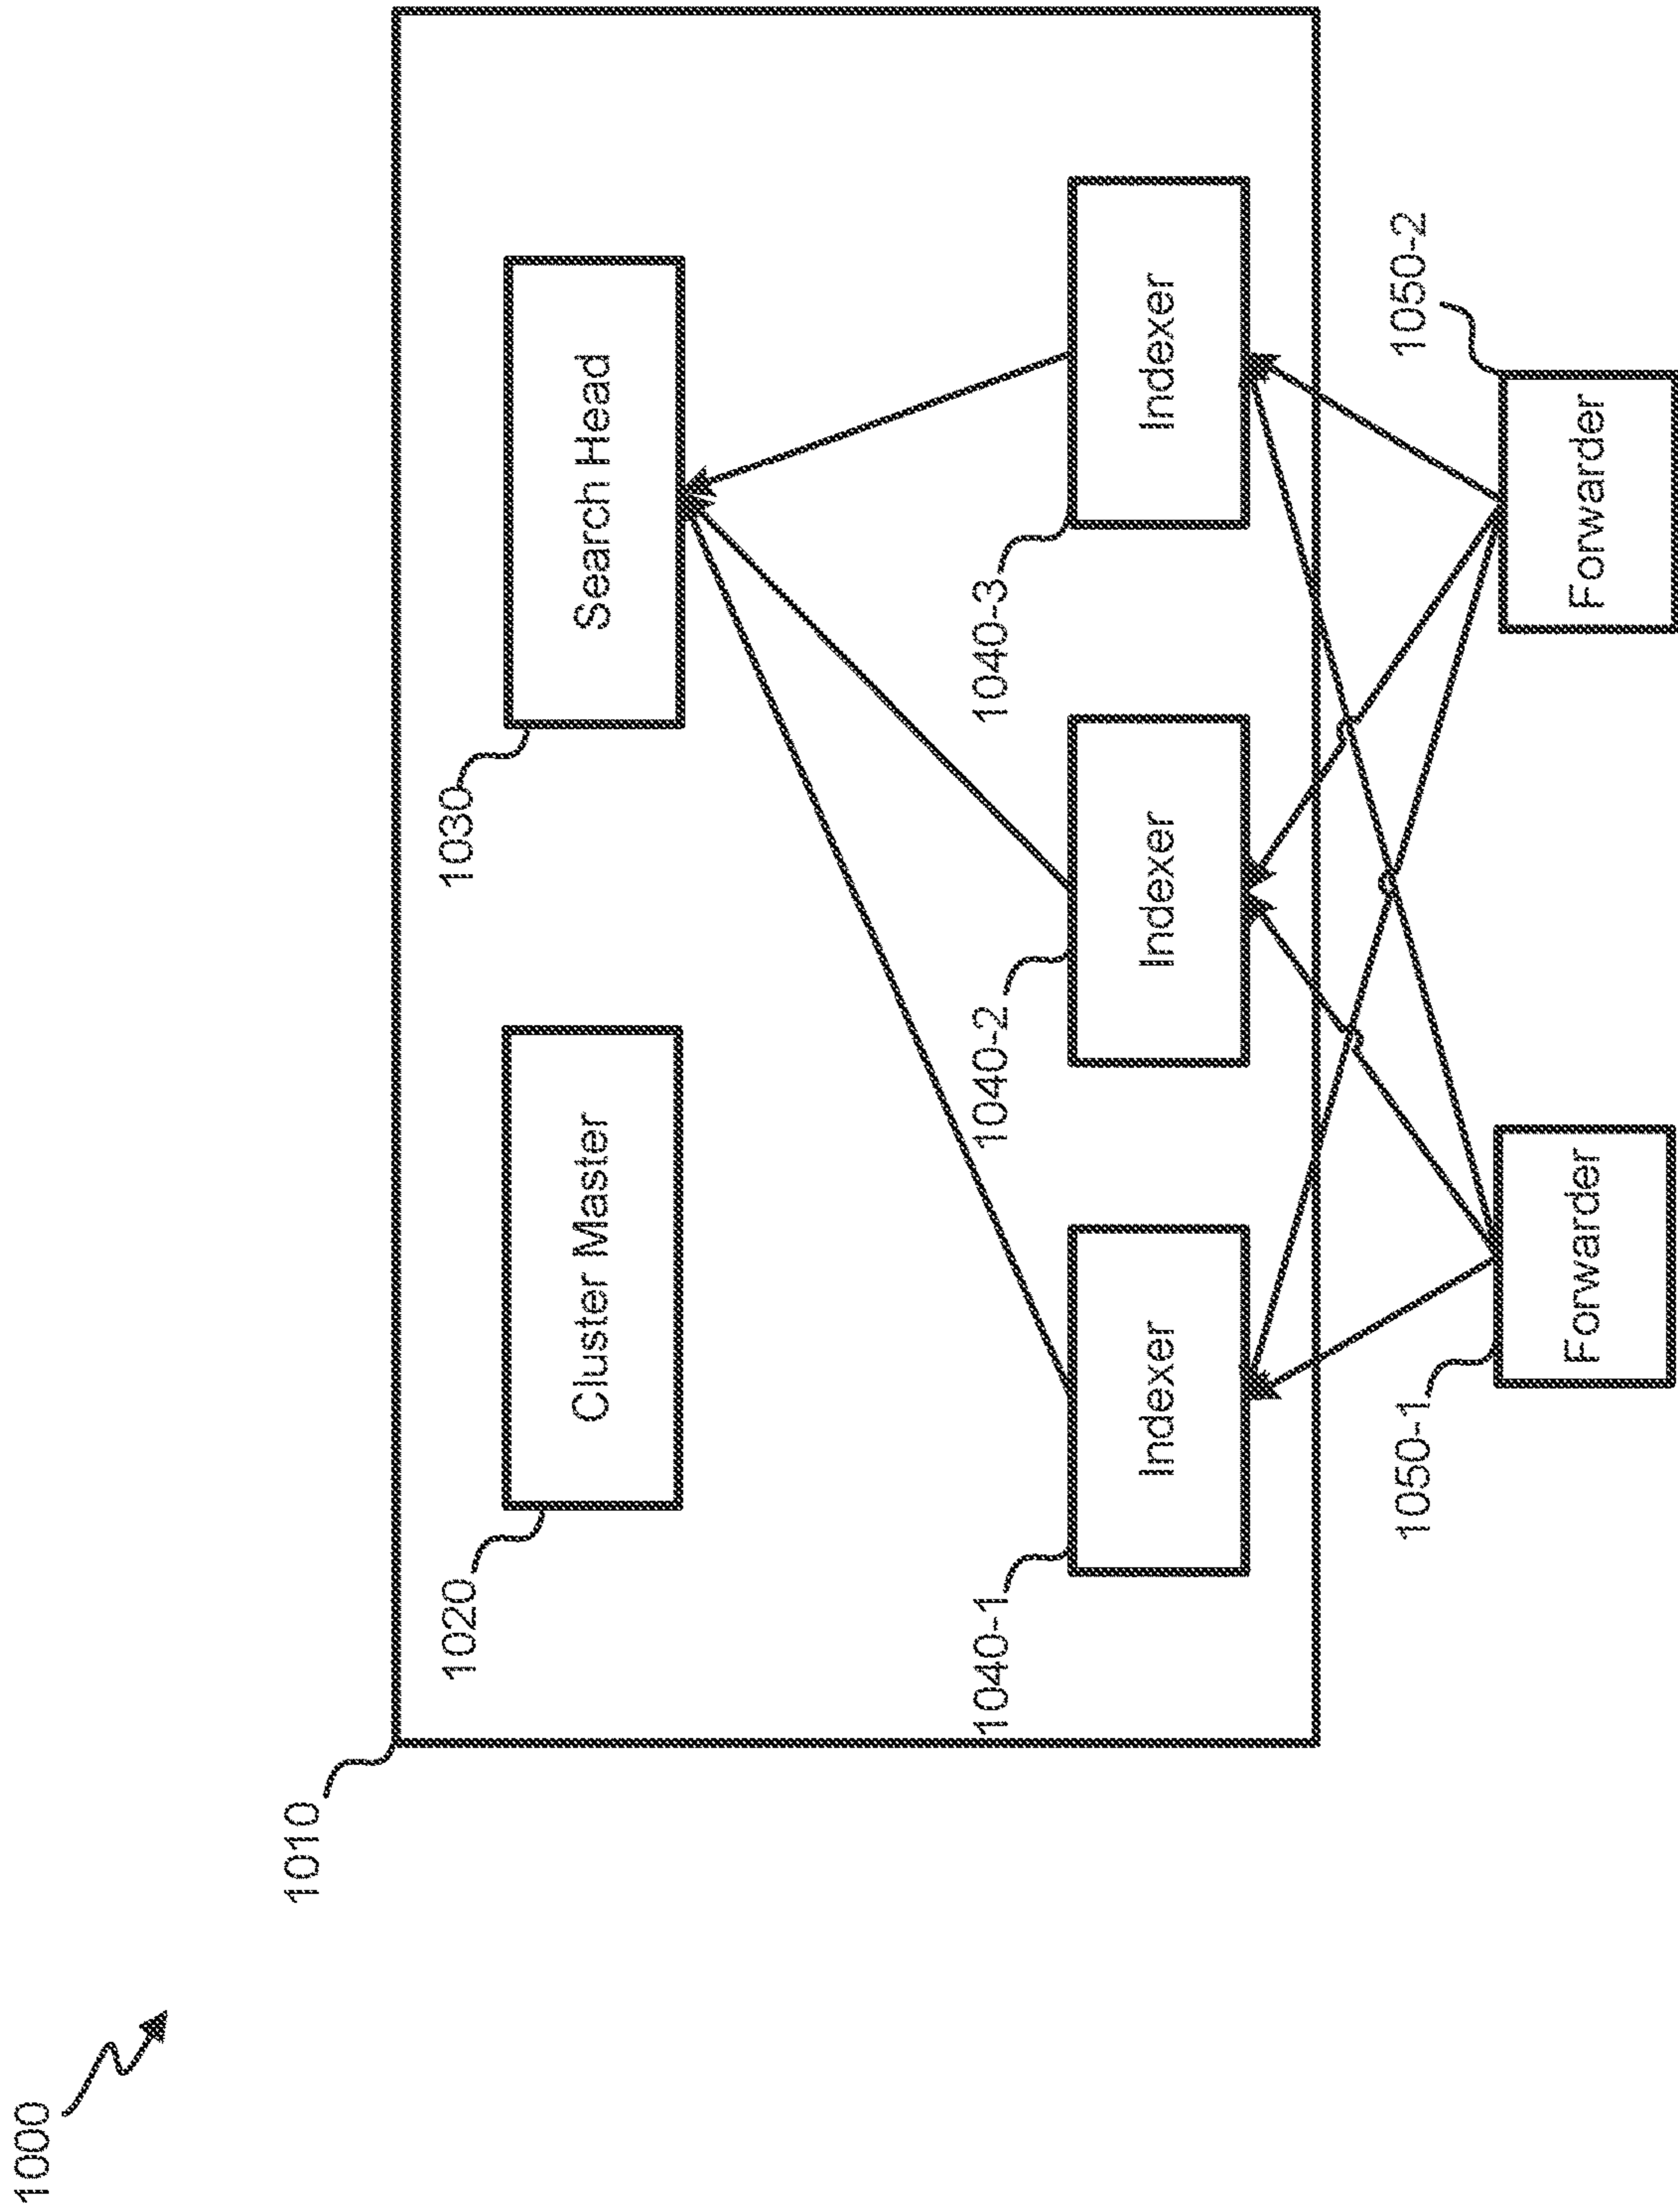 1000
1010
1020
Cluster Master
1030
Search Head
1040-1
Indexer
1040-2
Indexer
1040-3
Indexer
1050-1
Forwarder
1050-2
Forwarder